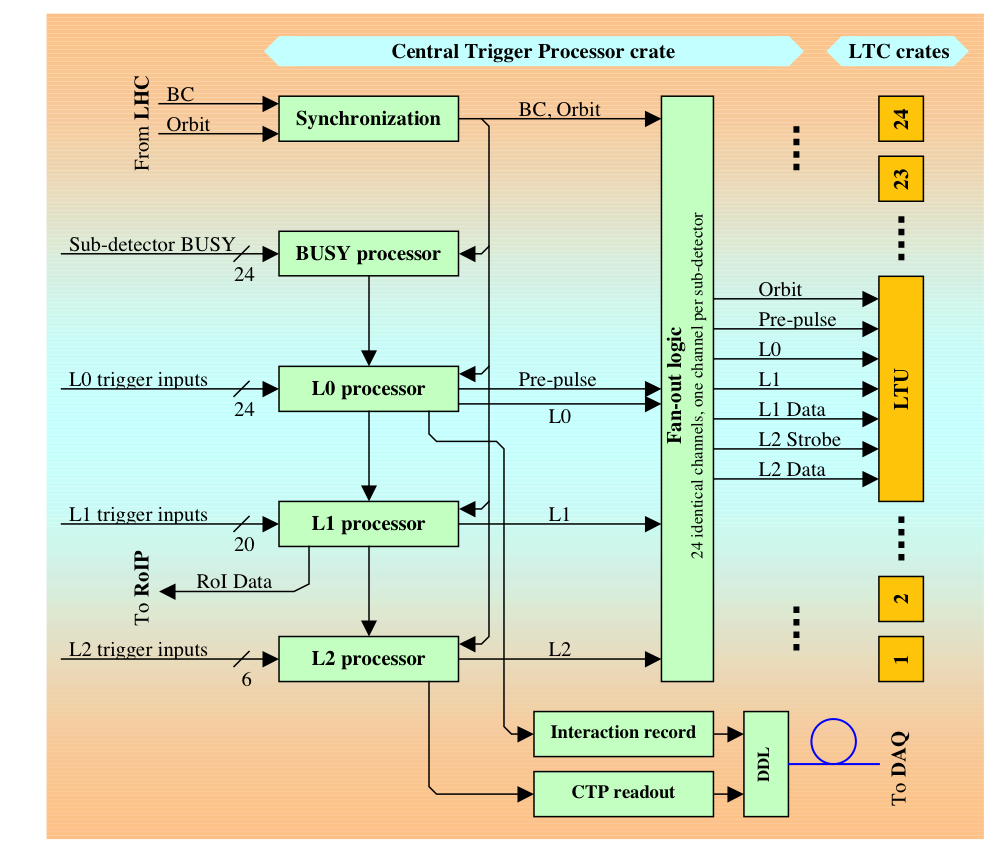 Central Trigger Processor crate
LTC crates
From LHC
BC
Orbit
Synchronization
BC, Orbit
24
23
Sub-detector BUSY
24
BUSY processor
L0 trigger inputs
24
L0 processor
Pre-pulse
L0
Fan-out logic
24 identical channels, one channel per sub-detector
Orbit
Pre-pulse
L0
L1
L1 Data
L2 Strobe
L2 Data
LTU
L1 trigger inputs
20
L1 processor
L1
To RoIP
RoI Data
2
L2 trigger inputs
6
L2 processor
L2
1
Interaction record
CTP readout
DDL
To DAQ